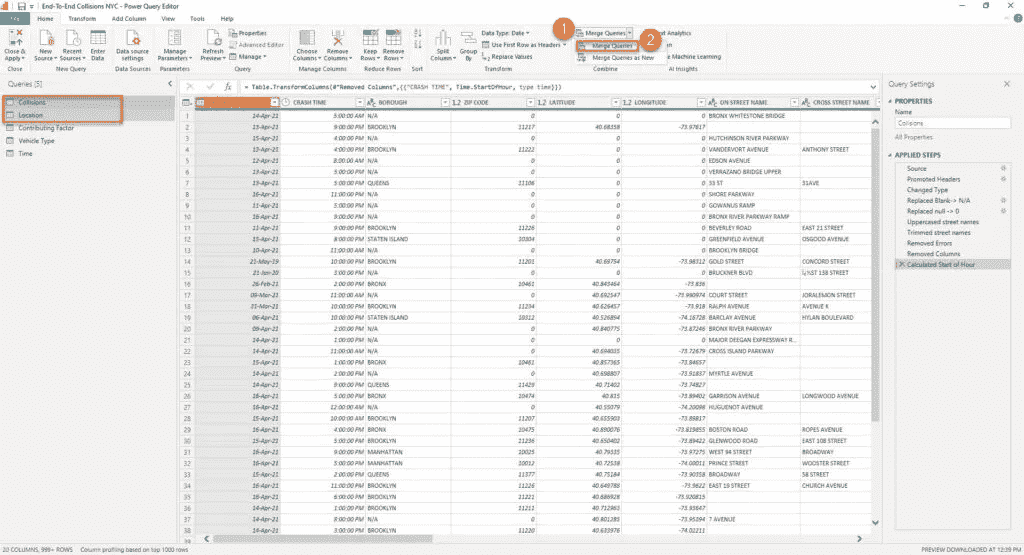 End-To-End Collisions NYC - Power Query Editor
Home Transform Add Column View Tools Help
Close & Apply New Source Recent Sources Enter Data Data source settings Manage Parameters Refresh Preview Properties Advanced Editor Manage Choose Columns Remove Columns Keep Rows Remove Rows Split Column Group By Data Type: Date Use First Row as Headers Replace Values 1 Merge Queries Merge Queries 2 Merge Queries as New Analytics Machine Learning
Close New Query Data Sources Parameters Query Manage Columns Reduce Rows Sort Transform Combine AI Insights
Queries [5]
Collisions
Location
Contributing Factor
Vehicle Type
Time
= Table.TransformColumns(#"Removed Columns",{{"CRASH TIME", Time.StartOfHour, type time}})
CRASH TIME BOROUGH 1.2 ZIP CODE 1.2 LATITUDE 1.2 LONGITUDE ON STREET NAME CROSS STREET NAME
1 14-Apr-21 5:00:00 AM N/A 0 0 0 BRONX WHITESTONE BRIDGE
2 13-Apr-21 9:00:00 PM BROOKLYN 11217 40.68358 -73.97617
3 15-Apr-21 4:00:00 PM N/A 0 0 0 HUTCHINSON RIVER PARKWAY
4 12-Apr-21 4:00:00 PM BROOKLYN 11222 0 0 VANDERVORT AVENUE ANTHONY STREET
5 12-Apr-21 8:00:00 AM N/A 0 0 0 EDSON AVENUE
6 13-Apr-21 5:00:00 PM N/A 0 0 0 VERRAZANO BRIDGE UPPER
7 13-Apr-21 5:00:00 PM QUEENS 11106 0 0 33 ST 31AVE
8 16-Apr-21 11:00:00 PM N/A 0 0 0 SHORE PARKWAY
9 11-Apr-21 5:00:00 PM N/A 0 0 0 GOWANUS RAMP
10 16-Apr-21 9:00:00 PM N/A 0 0 0 BRONX RIVER PARKWAY RAMP
11 11-Apr-21 9:00:00 PM BROOKLYN 11226 0 0 BEVERLEY ROAD EAST 21 STREET
12 15-Apr-21 8:00:00 PM STATEN ISLAND 10304 0 0 GREENFIELD AVENUE OSGOOD AVENUE
13 10-Apr-21 11:00:00 AM N/A 0 0 0 BROOKLYN BRIDGE
14 21-May-19 10:00:00 PM BROOKLYN 11201 40.69754 -73.98312 GOLD STREET CONCORD STREET
15 21-Jan-20 3:00:00 PM N/A 0 0 0 BRUCKNER BLVD EAST 138 STREET
16 26-Feb-21 2:00:00 PM BRONX 10461 40.843464 -73.836
17 09-Mar-21 11:00:00 AM N/A 0 40.692547 -73.990974 COURT STREET JORALEMON STREET
18 31-Mar-21 10:00:00 PM BROOKLYN 11234 40.626457 -73.918 RALPH AVENUE AVENUE K
19 06-Apr-21 10:00:00 PM STATEN ISLAND 10312 40.526894 -74.16728 BARCLAY AVENUE HYLAN BOULEVARD
20 09-Apr-21 2:00:00 PM N/A 0 40.840775 -73.87246 BRONX RIVER PARKWAY
21 14-Apr-21 1:00:00 PM N/A 0 0 0 MAJOR DEEGAN EXPRESSWAY R...
22 14-Apr-21 11:00:00 AM N/A 0 40.694035 -73.72679 CROSS ISLAND PARKWAY
23 15-Apr-21 1:00:00 PM BRONX 10461 40.857365 -73.84657
24 14-Apr-21 2:00:00 PM N/A 0 40.698807 -73.91837 MYRTLE AVENUE
25 14-Apr-21 9:00:00 PM QUEENS 11429 40.71402 -73.74827
26 16-Apr-21 5:00:00 PM BRONX 10474 40.815 -73.89402 GARRISON AVENUE LONGWOOD AVENUE
27 16-Apr-21 12:00:00 AM N/A 0 40.55079 -74.20098 HUGUENOT AVENUE
28 15-Apr-21 10:00:00 PM BROOKLYN 11207 40.655903 -73.89817
29 16-Apr-21 4:00:00 PM BRONX 10475 40.890076 -73.819855 BOSTON ROAD ROPES AVENUE
30 15-Apr-21 4:00:00 PM BROOKLYN 11236 40.650402 -73.89422 GLENWOOD ROAD EAST 108 STREET
31 16-Apr-21 5:00:00 PM MANHATTAN 10025 40.79535 -73.97275 WEST 94 STREET BROADWAY
32 16-Apr-21 5:00:00 PM MANHATTAN 10012 40.72538 -74.00011 PRINCE STREET WOOSTER STREET
33 15-Apr-21 2:00:00 PM QUEENS 11377 40.75184 -73.90358 BROADWAY 58 STREET
34 16-Apr-21 11:00:00 PM BROOKLYN 11226 40.649788 -73.9622 EAST 19 STREET CHURCH AVENUE
35 16-Apr-21 6:00:00 PM BROOKLYN 11221 40.686928 -73.920815
36 14-Apr-21 1:00:00 PM BROOKLYN 11211 40.712963 -73.93647
37 14-Apr-21 8:00:00 PM N/A 0 40.801285 -73.95194 7 AVENUE
38 15-Apr-21 3:00:00 PM BROOKLYN 11220 40.633976 -74.02211
39
Query Settings
PROPERTIES
Name
Collisions
All Properties
APPLIED STEPS
Source
Promoted Headers
Changed Type
Replaced Blank-> N/A
Replaced null -> 0
Uppercased street names
Trimmed street names
Removed Errors
Removed Columns
Calculated Start of Hour
20 COLUMNS, 999+ ROWS Column profiling based on top 1000 rows PREVIEW DOWNLOADED AT 12:39 PM